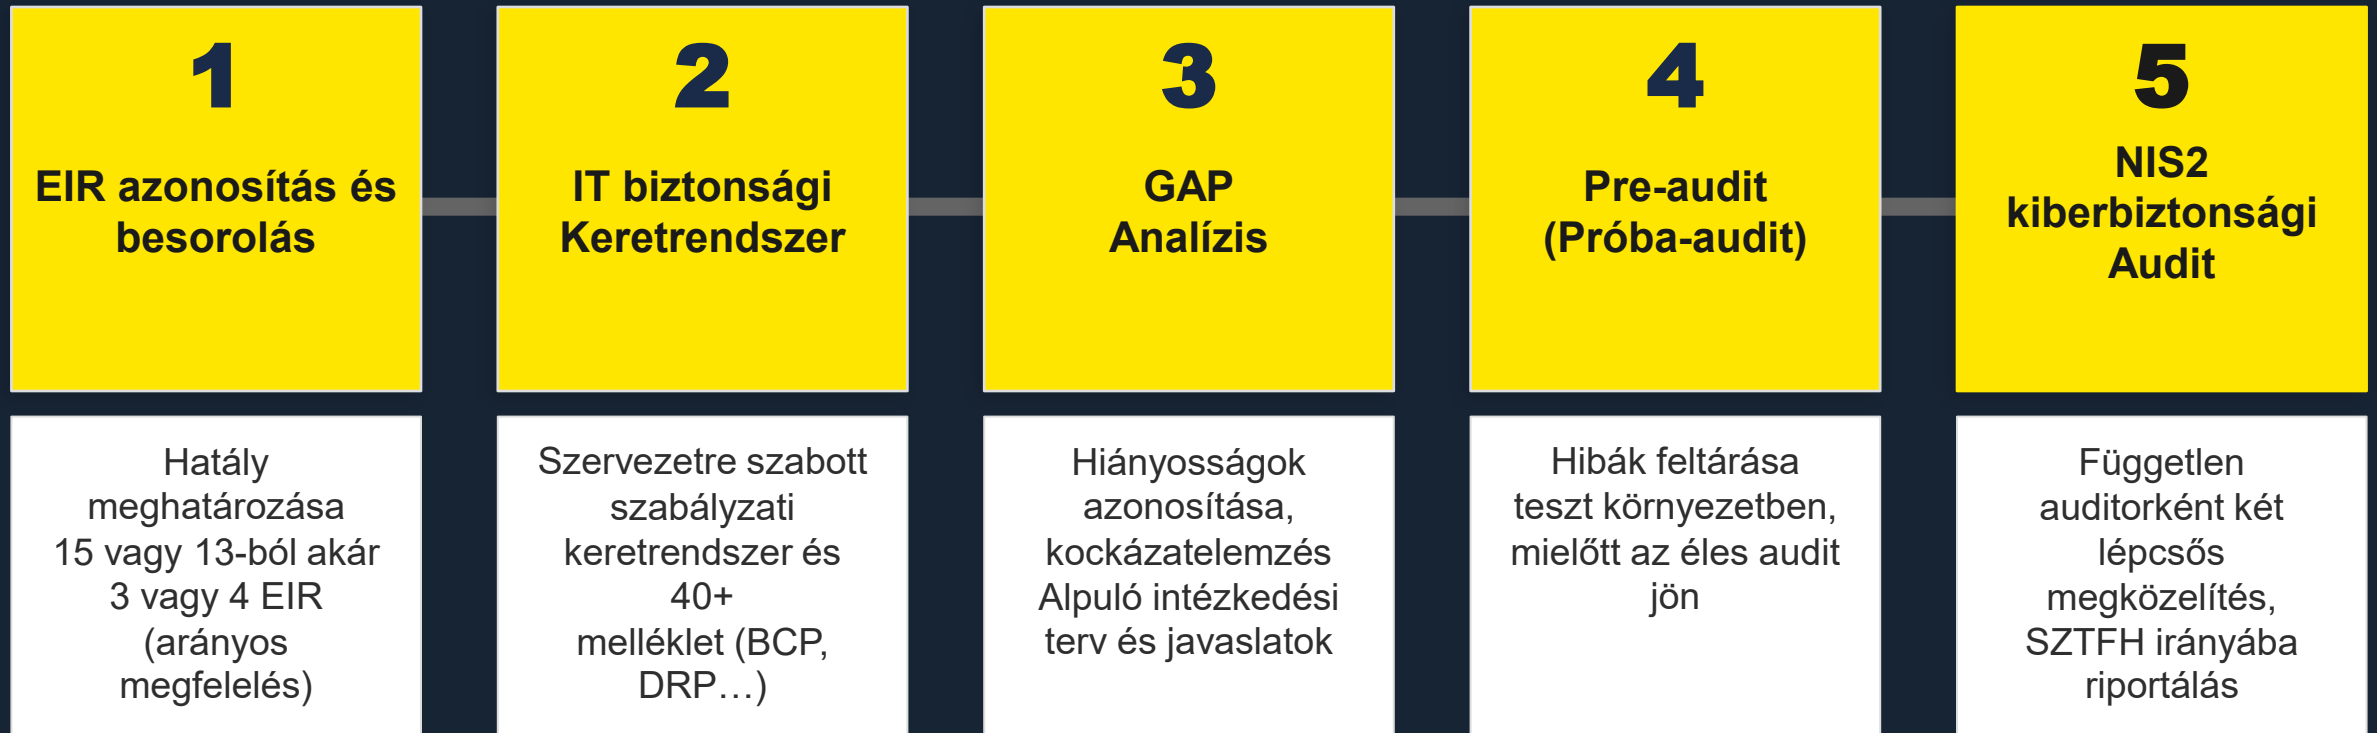 1
EIR azonosítás és
besorolás
Hatály
meghatározása
15 vagy 13-ból akár
3 vagy 4 EIR
(arányos
megfelelés)
2
IT biztonsági
Keretrendszer
Szervezetre szabott
szabályzati
keretrendszer és
40+
melléklet (BCP,
DRP…)
3
GAP
Analízis
Hiányosságok
azonosítása,
kockázatelemzés
Alpuló intézkedési
terv és javaslatok
4
Pre-audit
(Próba-audit)
Hibák feltárása
teszt környezetben,
mielőtt az éles audit
jön
5
NIS2
kiberbiztonsági
Audit
Független
auditorként két
lépcsős
megközelítés,
SZTFH irányába
riportálás